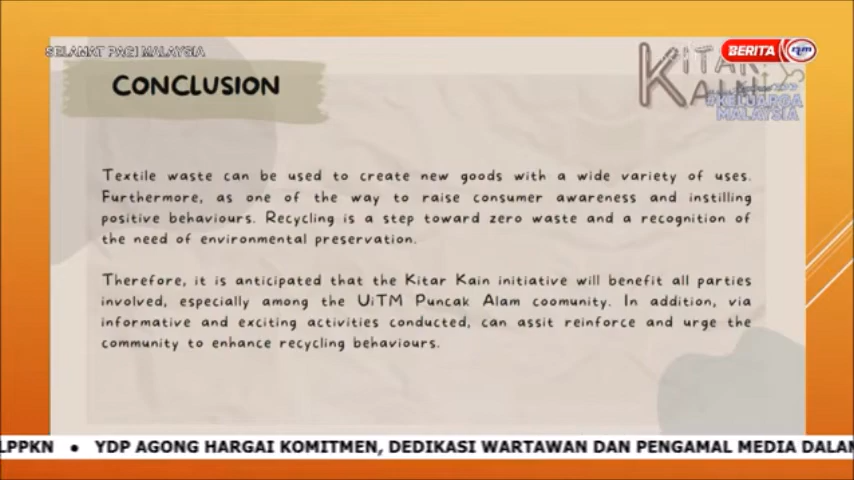 SELAMAT PAGI MALAYSIA
BERITA rtm
KITAR
KAIN
#KELUARGA
MALAYSIA
CONCLUSION
Textile waste can be used to create new goods with a wide variety of uses.
Furthermore, as one of the way to raise consumer awareness and instilling
positive behaviours. Recycling is a step toward zero waste and a recognition of
the need of environmental preservation.
Therefore, it is anticipated that the Kitar Kain initiative will benefit all parties
involved, especially among the UiTM Puncak Alam coomunity. In addition, via
informative and exciting activities conducted, can assit reinforce and urge the
community to enhance recycling behaviours.
LPPKN • YDP AGONG HARGAI KOMITMEN, DEDIKASI WARTAWAN DAN PENGAMAL MEDIA DALAM